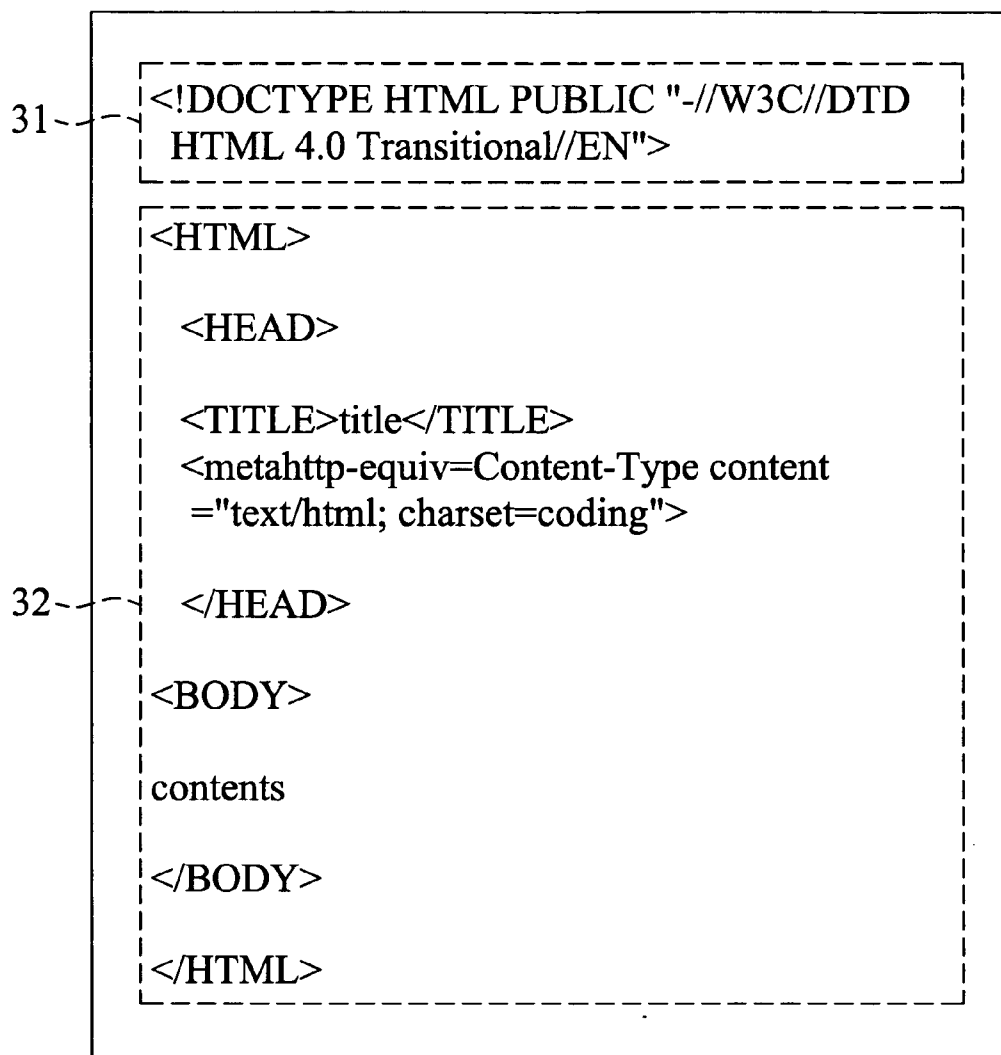 31
<!DOCTYPE HTML PUBLIC "-//W3C//DTD
HTML 4.0 Transitional//EN">
<HTML>
<HEAD>
<TITLE>title</TITLE>
<metahttp-equiv=Content-Type content
="text/html; charset=coding">
32
</HEAD>
<BODY>
contents
</BODY>
</HTML>